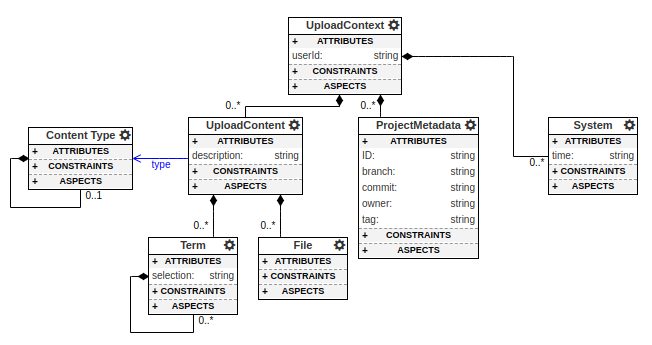 UploadContext
+ ATTRIBUTES
userId: string
+ CONSTRAINTS
+ ASPECTS
0..*
0..*
UploadContent
+ ATTRIBUTES
description: string
+ CONSTRAINTS
+ ASPECTS
ProjectMetadata
+ ATTRIBUTES
ID: string
branch: string
commit: string
owner: string
tag: string
+ CONSTRAINTS
+ ASPECTS
System
+ ATTRIBUTES
time: string
+ CONSTRAINTS
+ ASPECTS
0..*
Content Type
+ ATTRIBUTES
+ CONSTRAINTS
+ ASPECTS
0..1
type
0..*
0..*
Term
+ ATTRIBUTES
selection: string
+ CONSTRAINTS
+ ASPECTS
0..*
File
+ ATTRIBUTES
+ CONSTRAINTS
+ ASPECTS